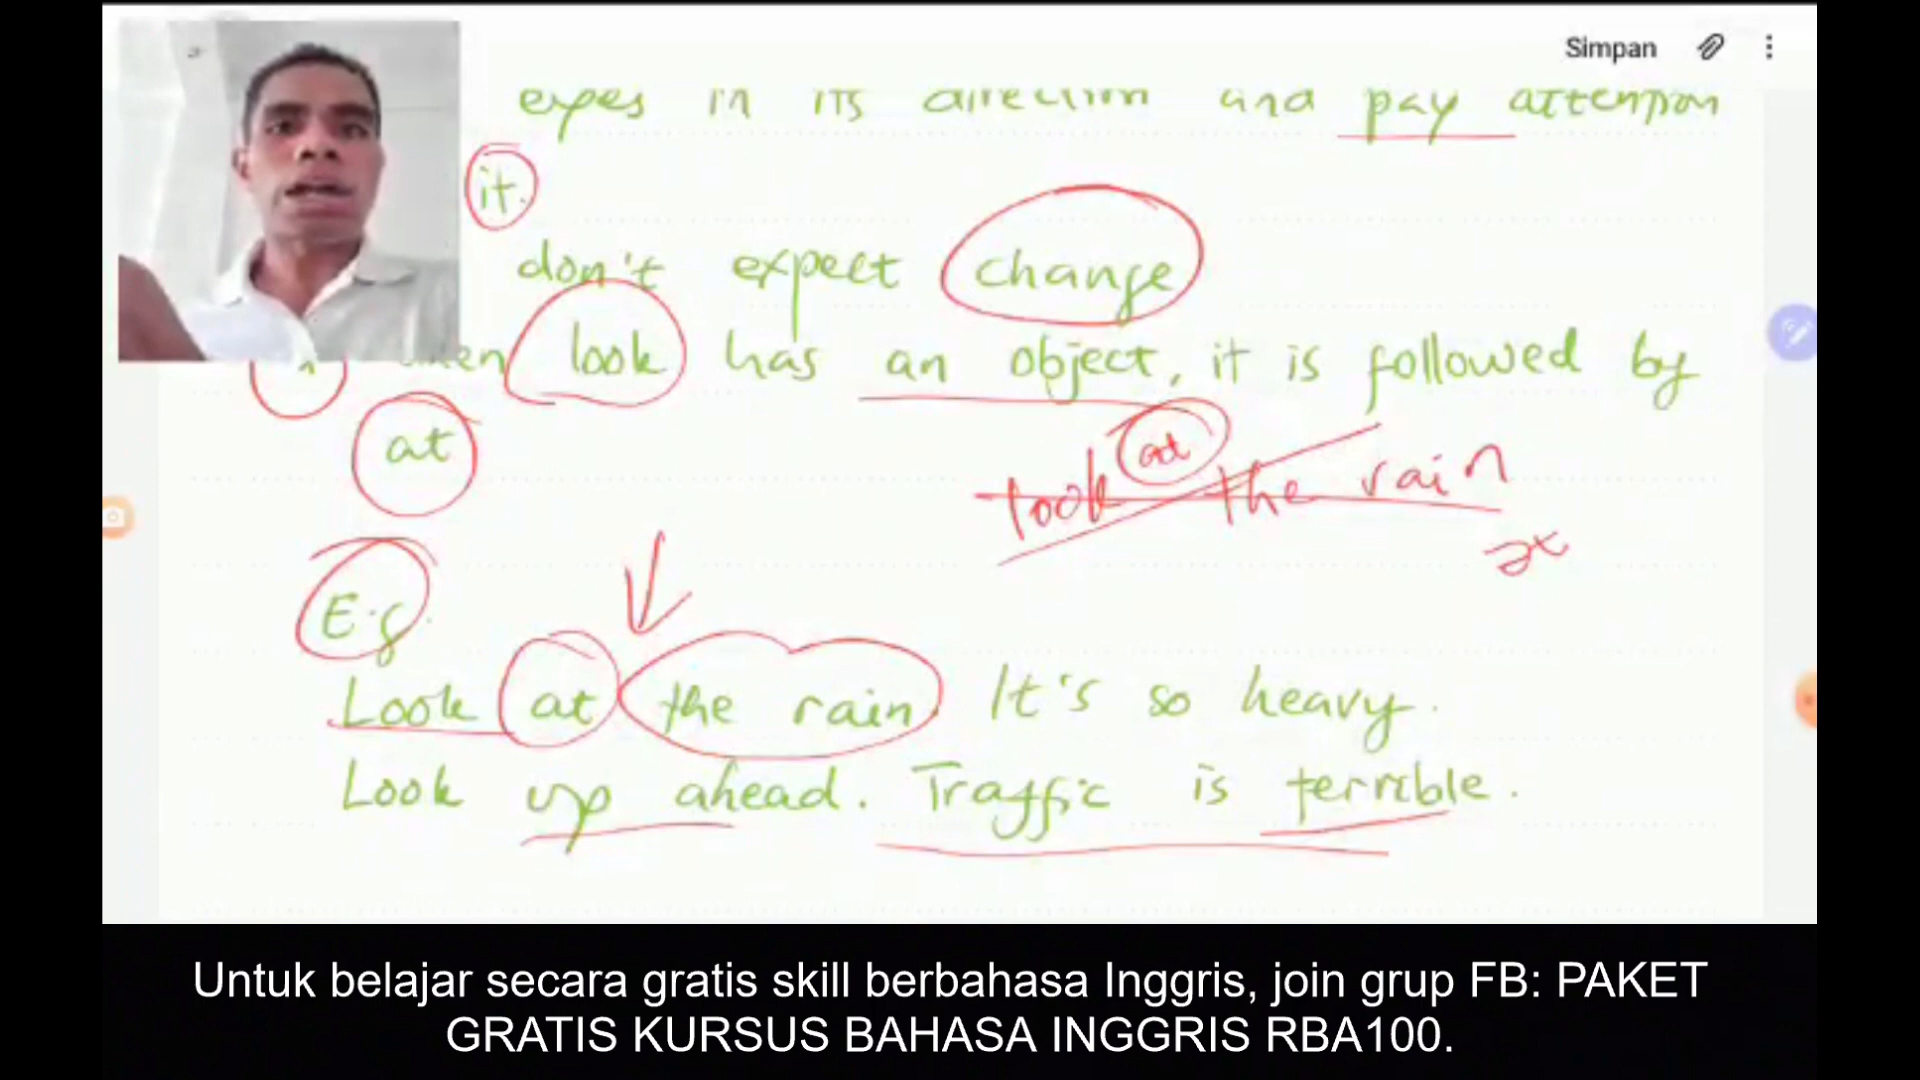 Simpan
expes in its direction and pay attention
it.
don't expect change
look has an object, it is followed by
at
look at the rain
E.g.
Look at the rain. It's so heavy.
Look up ahead. Traffic is terrible.
Untuk belajar secara gratis skill berbahasa Inggris, join grup FB: PAKET
GRATIS KURSUS BAHASA INGGRIS RBA100.